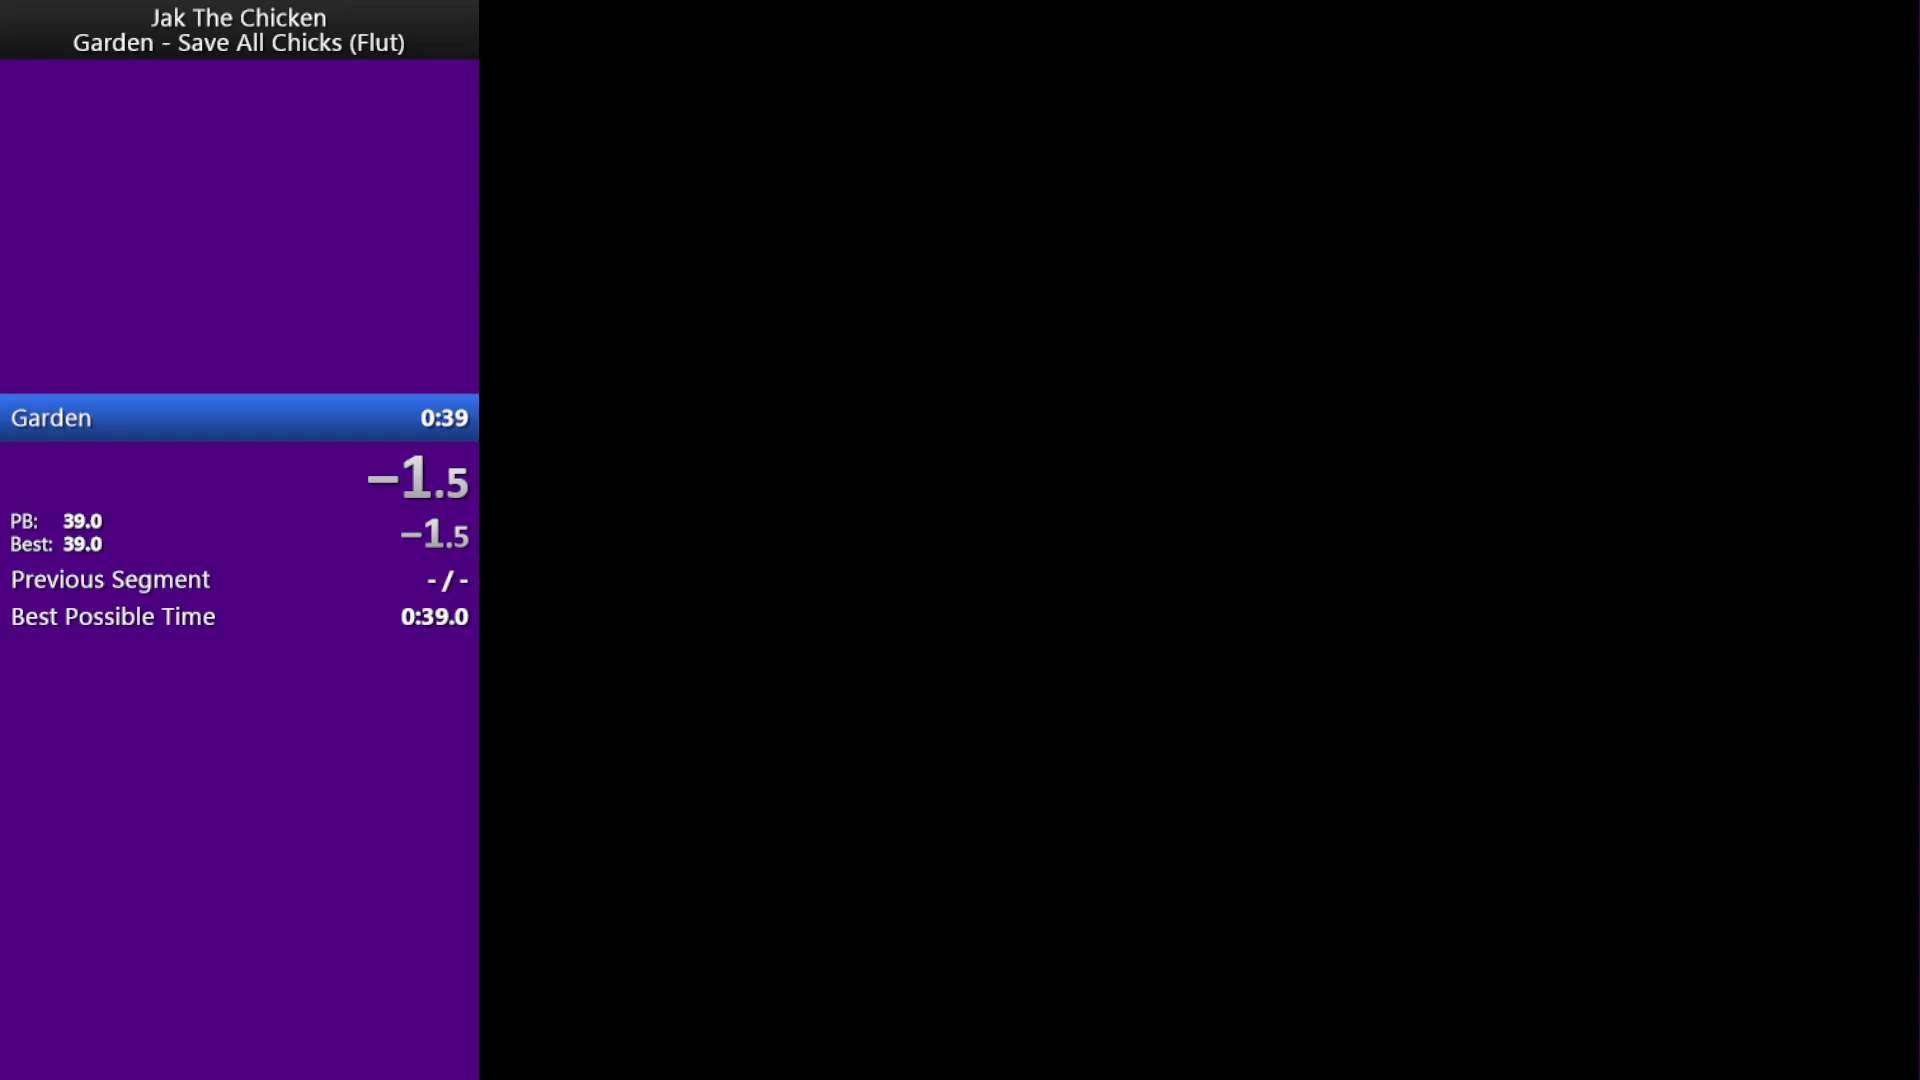 Jak The Chicken
Garden - Save All Chicks (Flut)
Garden 0:39
−1.5
PB: 39.0
Best: 39.0
−1.5
Previous Segment - / -
Best Possible Time 0:39.0